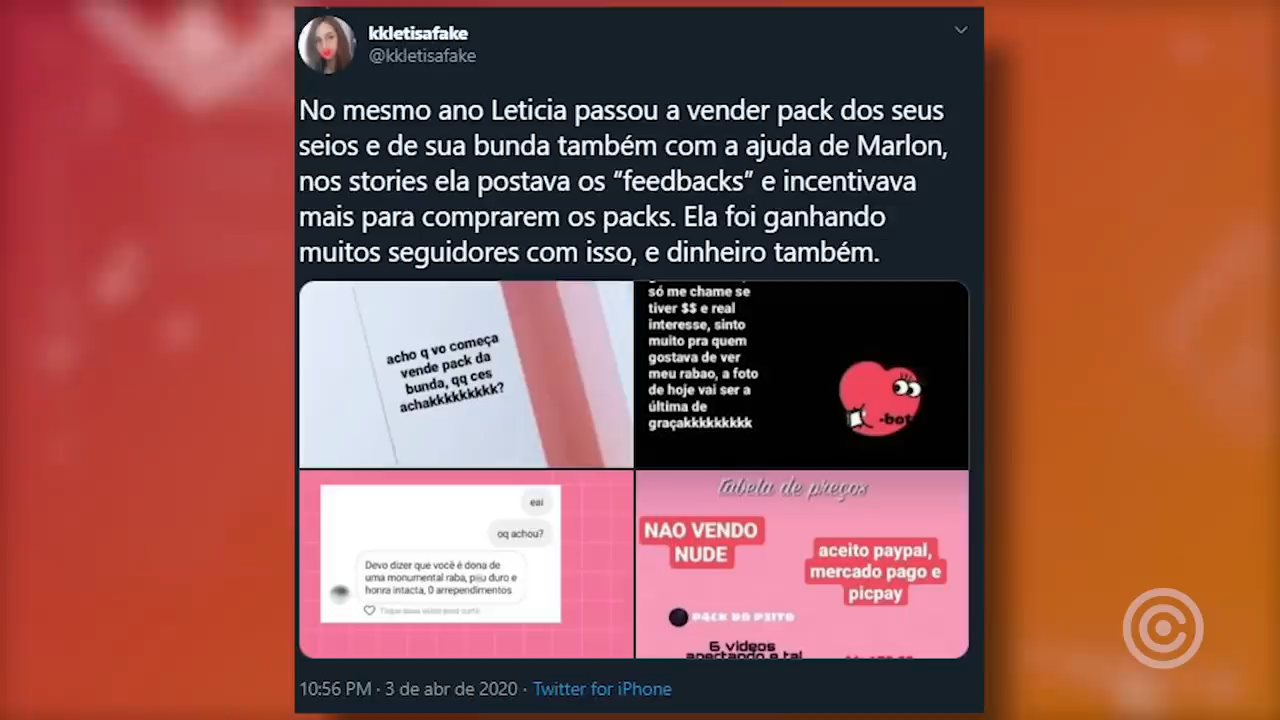 kkletisafake
@kkletisafake
No mesmo ano Leticia passou a vender pack dos seus
seios e de sua bunda também com a ajuda de Marlon,
nos stories ela postava os “feedbacks” e incentivava
mais para comprarem os packs. Ela foi ganhando
muitos seguidores com isso, e dinheiro também.
acho q vo começa
vende pack da
bunda, qq ces
achakkkkkkkkk?
só me chame se
tiver $$ e real
interesse, sinto
muito pra quem
gostava de ver
meu rabao, a foto
de hoje vai ser a
última de
graçakkkkkkkkk
-bot
eai
oq achou?
Devo dizer que você é dona de
uma monumental raba, duro e
honra intacta, 0 arrependimentos
Tabela de preços
NAO VENDO
NUDE
aceito paypal,
mercado pago e
picpay
PACK DO PEITO
6 videos
apertando e tal
10:56 PM · 3 de abr de 2020 · Twitter for iPhone